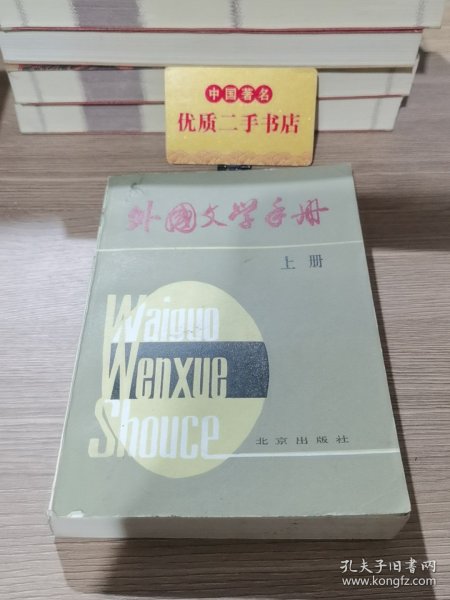 中国著名
优质二手书店
外国文学手册
上册
Waiguo
Wenxue
Shouce
北京出版社
孔夫子旧书网
www.kongfz.com